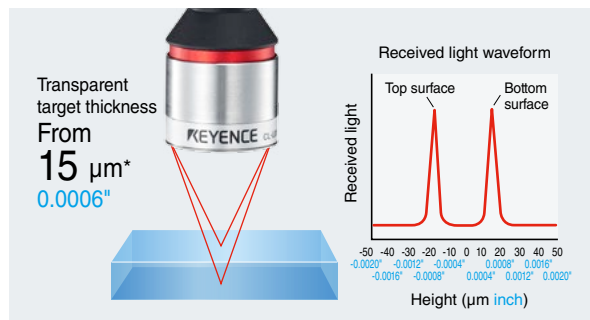 Transparent
target thickness
From
15 µm*
0.0006"
KEYENCE
Received light waveform
Top surface
Bottom
surface
Received light
-50 -40 -30 -20 -10 0 10 20 30 40 50
-0.0020" -0.0012" -0.0004" 0.0008" 0.0016"
-0.0016" -0.0008" 0.0004" 0.0012" 0.0020"
Height (µm inch)